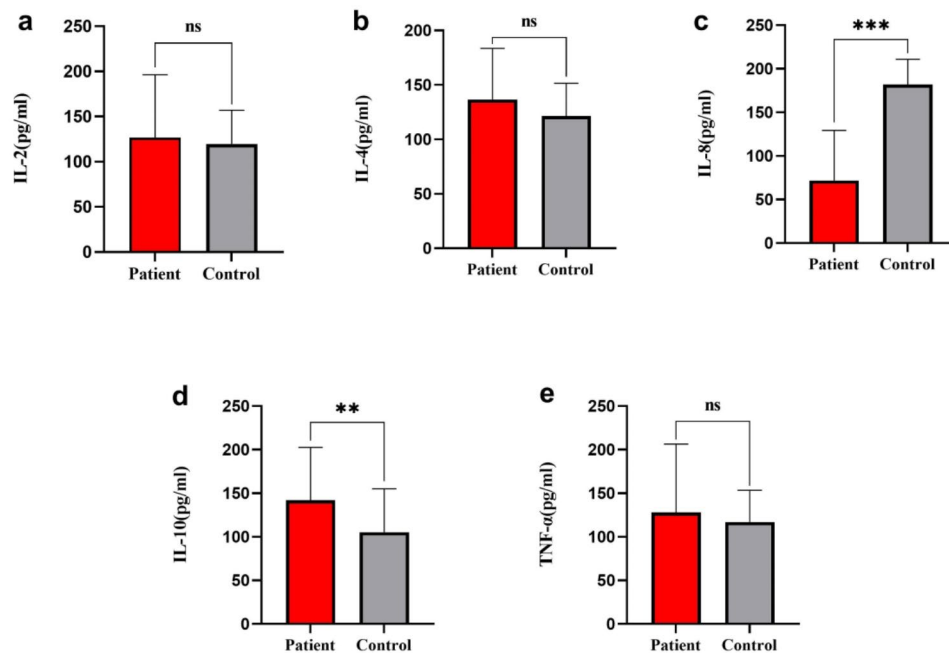 a
ns
250
200
150
100
50
0
IL-2(pg/ml)
Patient Control
b
ns
200
150
100
50
0
IL-4(pg/ml)
Patient Control
c
***
250
200
150
100
50
0
IL-8(pg/ml)
Patient Control
d
**
250
200
150
100
50
0
IL-10(pg/ml)
Patient Control
e
ns
250
200
150
100
50
0
TNF-α(pg/ml)
Patient Control